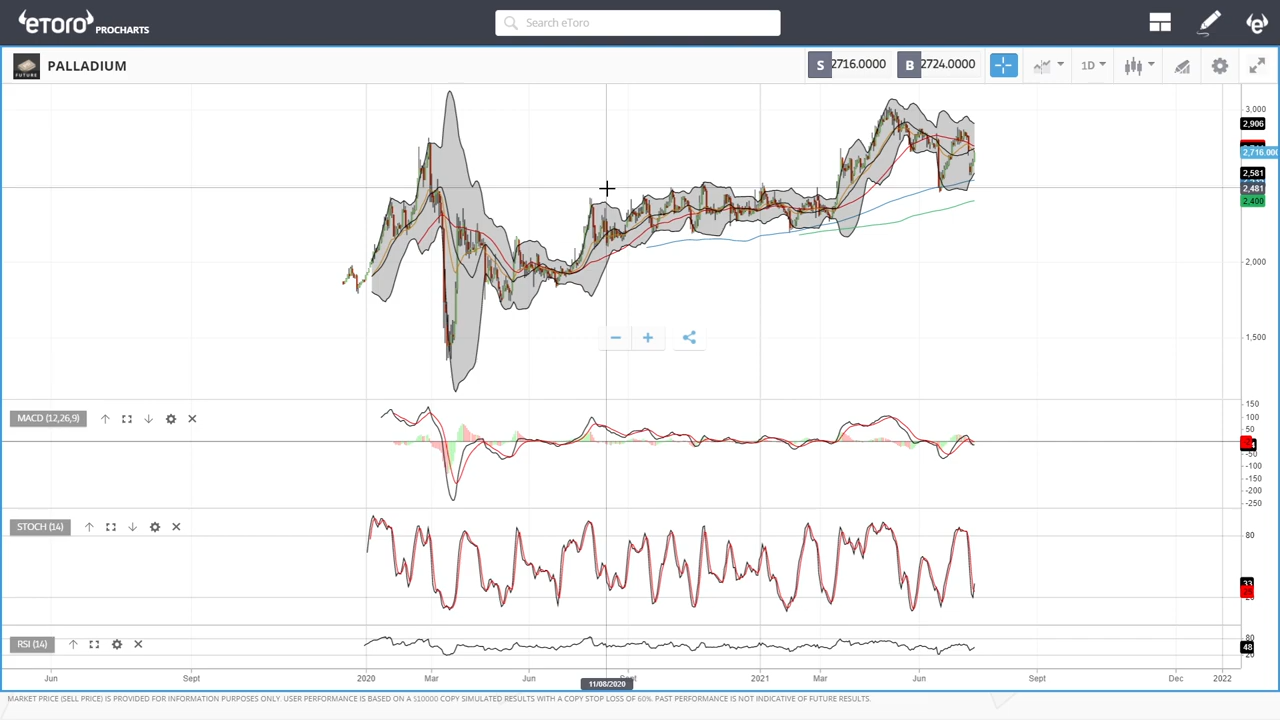 eToro PROCHARTS
Search eToro
FUTURE
PALLADIUM
S 2716.0000
B 2724.0000
1D
3,000
2,906
2,716.000
2,581
2,481
2,400
2,000
1,500
MACD (12,26,9)
150
100
50
-50
-100
-150
-200
-250
STOCH (14)
80
33
RSI (14)
80
48
20
Jun
Sept
2020
Mar
Jun
Sept
11/08/2020
2021
Mar
Jun
Sept
Dec
2022
MARKET PRICE (SELL PRICE) IS PROVIDED FOR INFORMATION PURPOSES ONLY. USER PERFORMANCE IS BASED ON A $10000 COPY SIMULATED RESULTS WITH A COPY STOP LOSS OF 60%. PAST PERFORMANCE IS NOT INDICATIVE OF FUTURE RESULTS.